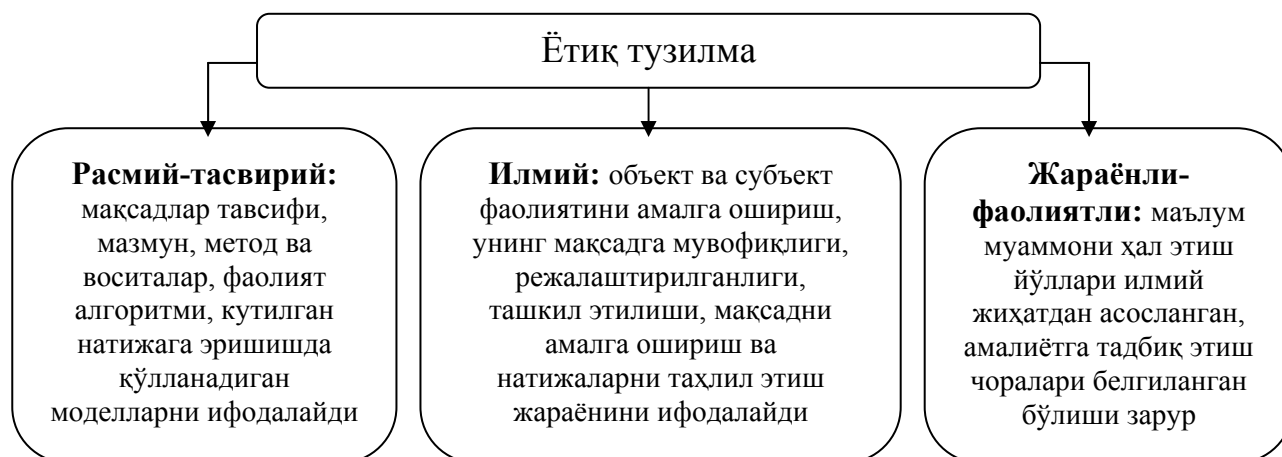 Ётиқ тузилма
Расмий-тасвирий:
мақсадлар тавсифи,
мазмун, метод ва
воситалар, фаолият
алгоритми, кутилган
натижага эришишда
қўлланадиган
моделларни ифодалайди
Илмий: объект ва субъект
фаолиятини амалга ошириш,
унинг мақсадга мувофиқлиги,
режалаштирилганлиги,
ташкил этилиши, мақсадни
амалга ошириш ва
натижаларни таҳлил этиш
жараёнини ифодалайди
Жараёнли-
фаолиятли: маълум
муаммони ҳал этиш
йўллари илмий
жиҳатдан асосланган,
амалиётга тадбиқ этиш
чоралари белгиланган
бўлиши зарур